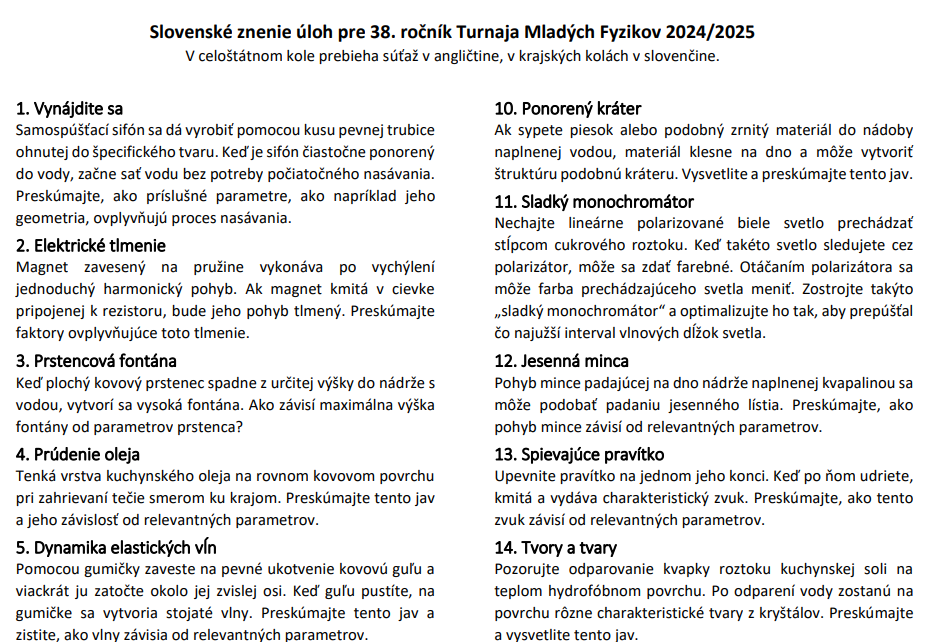 Slovenské znenie úloh pre 38. ročník Turnaja Mladých Fyzikov 2024/2025
V celoštátnom kole prebieha súťaž v angličtine, v krajských kolách v slovenčine.
1. Vynájdite sa
Samospúšťací sifón sa dá vyrobiť pomocou kusu pevnej trubice
ohnutej do špecifického tvaru. Keď je sifón čiastočne ponorený
do vody, začne sať vodu bez potreby počiatočného nasávania.
Preskúmajte, ako príslušné parametre, ako napríklad jeho
geometria, ovplyvňujú proces nasávania.
2. Elektrické tlmenie
Magnet zavesený na pružine vykonáva po vychýlení
jednoduchý harmonický pohyb. Ak magnet kmitá v cievke
pripojenej k rezistoru, bude jeho pohyb tlmený. Preskúmajte
faktory ovplyvňujúce toto tlmenie.
3. Prstencová fontána
Keď plochý kovový prstenec spadne z určitej výšky do nádrže s
vodou, vytvorí sa vysoká fontána. Ako závisí maximálna výška
fontány od parametrov prstenca?
4. Prúdenie oleja
Tenká vrstva kuchynského oleja na rovnom kovovom povrchu
pri zahrievaní tečie smerom ku krajom. Preskúmajte tento jav
a jeho závislosť od relevantných parametrov.
5. Dynamika elastických vĺn
Pomocou gumičky zaveste na pevné ukotvenie kovovú guľu a
viackrát ju zatočte okolo jej zvislej osi. Keď guľu pustíte, na
gumičke sa vytvoria stojaté vlny. Preskúmajte tento jav a
zistite, ako vlny závisia od relevantných parametrov.
10. Ponorený kráter
Ak sypete piesok alebo podobný zrnitý materiál do nádoby
naplnenej vodou, materiál klesne na dno a môže vytvoriť
štruktúru podobnú kráteru. Vysvetlite a preskúmajte tento jav.
11. Sladký monochromátor
Nechajte lineárne polarizované biele svetlo prechádzať
stĺpcom cukrového roztoku. Keď takéto svetlo sledujete cez
polarizátor, môže sa zdať farebné. Otáčaním polarizátora sa
môže farba prechádzajúceho svetla meniť. Zostrojte takýto
„sladký monochromátor“ a optimalizujte ho tak, aby prepúšťal
čo najužší interval vlnových dĺžok svetla.
12. Jesenná minca
Pohyb mince padajúcej na dno nádrže naplnenej kvapalinou sa
môže podobať padaniu jesenného lístia. Preskúmajte, ako
pohyb mince závisí od relevantných parametrov.
13. Spievajúce pravítko
Upevnite pravítko na jednom jeho konci. Keď po ňom udriete,
kmitá a vydáva charakteristický zvuk. Preskúmajte, ako tento
zvuk závisí od relevantných parametrov.
14. Tvory a tvary
Pozorujte odparovanie kvapky roztoku kuchynskej soli na
teplom hydrofóbnom povrchu. Po odparení vody zostanú na
povrchu rôzne charakteristické tvary z kryštálov. Preskúmajte
a vysvetlite tento jav.